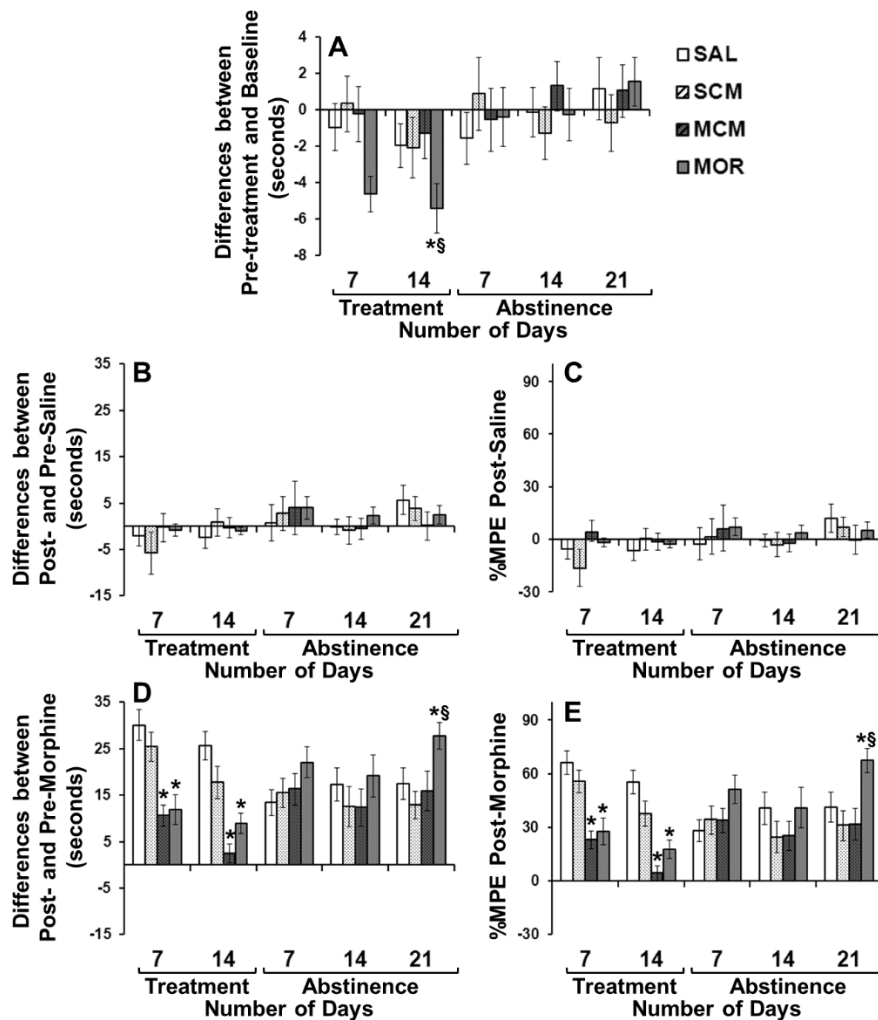 A
Differences between
Pre-treatment and Baseline
(seconds)
4
2
0
-2
-4
-6
-8
*§
SAL
SCM
MCM
MOR
7 14 7 14 21
Treatment Abstinence
Number of Days
B
Differences between
Post- and Pre-Saline
(seconds)
35
25
15
5
-5
-15
7 14 7 14 21
Treatment Abstinence
Number of Days
C
%MPE Post-Saline
90
60
30
0
-30
7 14 7 14 21
Treatment Abstinence
Number of Days
D
Differences between
Post- and Pre-Morphine
(seconds)
35
25
15
5
-5
-15
* *
* *
*§
7 14 7 14 21
Treatment Abstinence
Number of Days
E
%MPE Post-Morphine
90
60
30
0
-30
* *
* *
*§
7 14 7 14 21
Treatment Abstinence
Number of Days